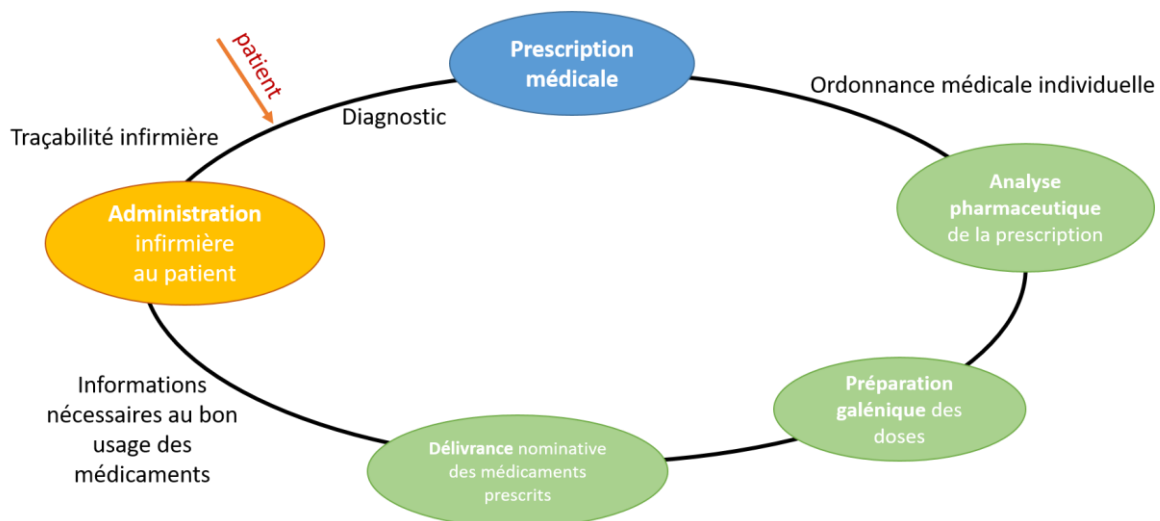 patient
Prescription
médicale
Diagnostic
Ordonnance médicale individuelle
Traçabilité infirmière
Analyse
pharmaceutique
de la prescription
Administration
infirmière
au patient
Préparation
galénique des
doses
Informations
nécessaires au bon
usage des
médicaments
Délivrance nominative
des médicaments
prescrits